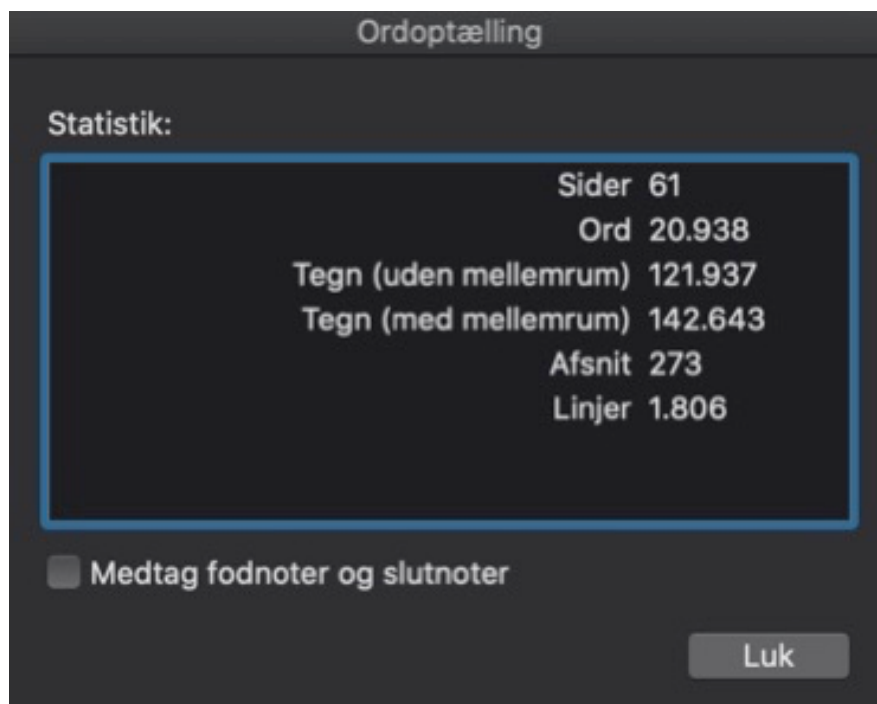 Ordoptælling
Statistik:
Sider 61
Ord 20.938
Tegn (uden mellemrum) 121.937
Tegn (med mellemrum) 142.643
Afsnit 273
Linjer 1.806
Medtag fodnoter og slutnoter
Luk